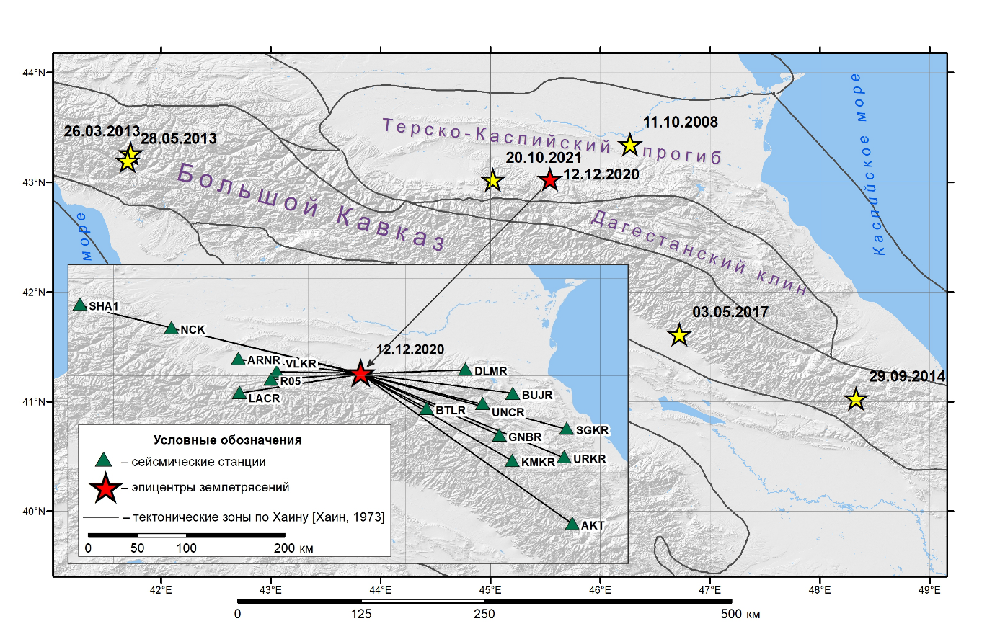 44°N
43°N
42°N
41°N
40°N
26.03.2013
28.05.2013
Большой Кавказ
Терско-Каспийский прогиб
11.10.2008
20.10.2021
12.12.2020
Дагестанский клин
Каспийское море
море
03.05.2017
29.09.2014
SHA1
NCK
ARNR
VLKR
R05
LACR
12.12.2020
DLMR
BUJR
UNCR
BTLR
SGKR
GNBR
URKR
KMKR
AKT
Условные обозначения
– сейсмические станции
– эпицентры землетрясений
– тектонические зоны по Хаину [Хаин, 1973]
0 50 100 200 км
42°E 43°E 44°E 45°E 46°E 47°E 48°E 49°E
0 125 250 500 км